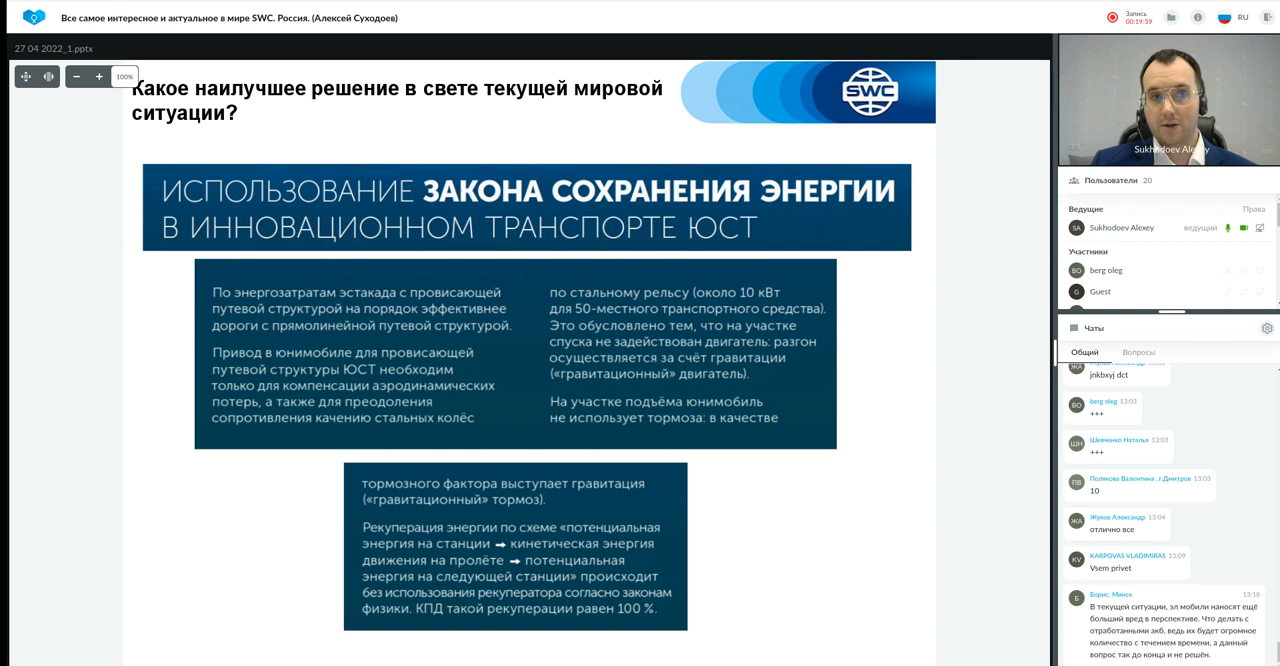 Все самое интересное и актуальное в мире SWC. Россия. (Алексей Суходоев)
Запись
00:19:59
RU
27 04 2022_1.pptx
100%
Какое наилучшее решение в свете текущей мировой
ситуации?
SWC
ИСПОЛЬЗОВАНИЕ ЗАКОНА СОХРАНЕНИЯ ЭНЕРГИИ
В ИННОВАЦИОННОМ ТРАНСПОРТЕ ЮСТ
По энергозатратам эстакада с провисающей
путевой структурой на порядок эффективнее
дороги с прямолинейной путевой структурой.
Привод в юнимобиле для провисающей
путевой структуры ЮСТ необходим
только для компенсации аэродинамических
потерь, а также для преодоления
сопротивления качению стальных колёс
по стальному рельсу (около 10 кВт
для 50-местного транспортного средства).
Это обусловлено тем, что на участке
спуска не задействован двигатель: разгон
осуществляется за счёт гравитации
(«гравитационный» двигатель).
На участке подъёма юнимобиль
не использует тормоза: в качестве
тормозного фактора выступает гравитация
(«гравитационный» тормоз).
Рекуперация энергии по схеме «потенциальная
энергия на станции → кинетическая энергия
движения на пролёте → потенциальная
энергия на следующей станции» происходит
без использования рекуператора согласно законам
физики. КПД такой рекуперации равен 100 %.
Sukhodoev Alexey
Пользователи 20
Ведущие Права
SA Sukhodoev Alexey ведущий
Участники
BO berg oleg
G Guest
Чаты
Общий Вопросы
ЖА
jnkbxyj dct
BO berg oleg 13:03
+++
ШН Шевченко Наталья 13:03
+++
ПВ Полякова Валентина , г.Дмитров 13:03
10
ЖА Жуков Александр 13:04
отлично все
KV KARPOVAS VLADIMIRAS 13:09
Vsem privet
Б Борис. Минск 13:18
В текущей ситуации, эл мобили наносят ещё
больший вред в перспективе. Что делать с
отработанными акб, ведь их будет огромное
количество с течением времени, а данный
вопрос так до конца и не решён.